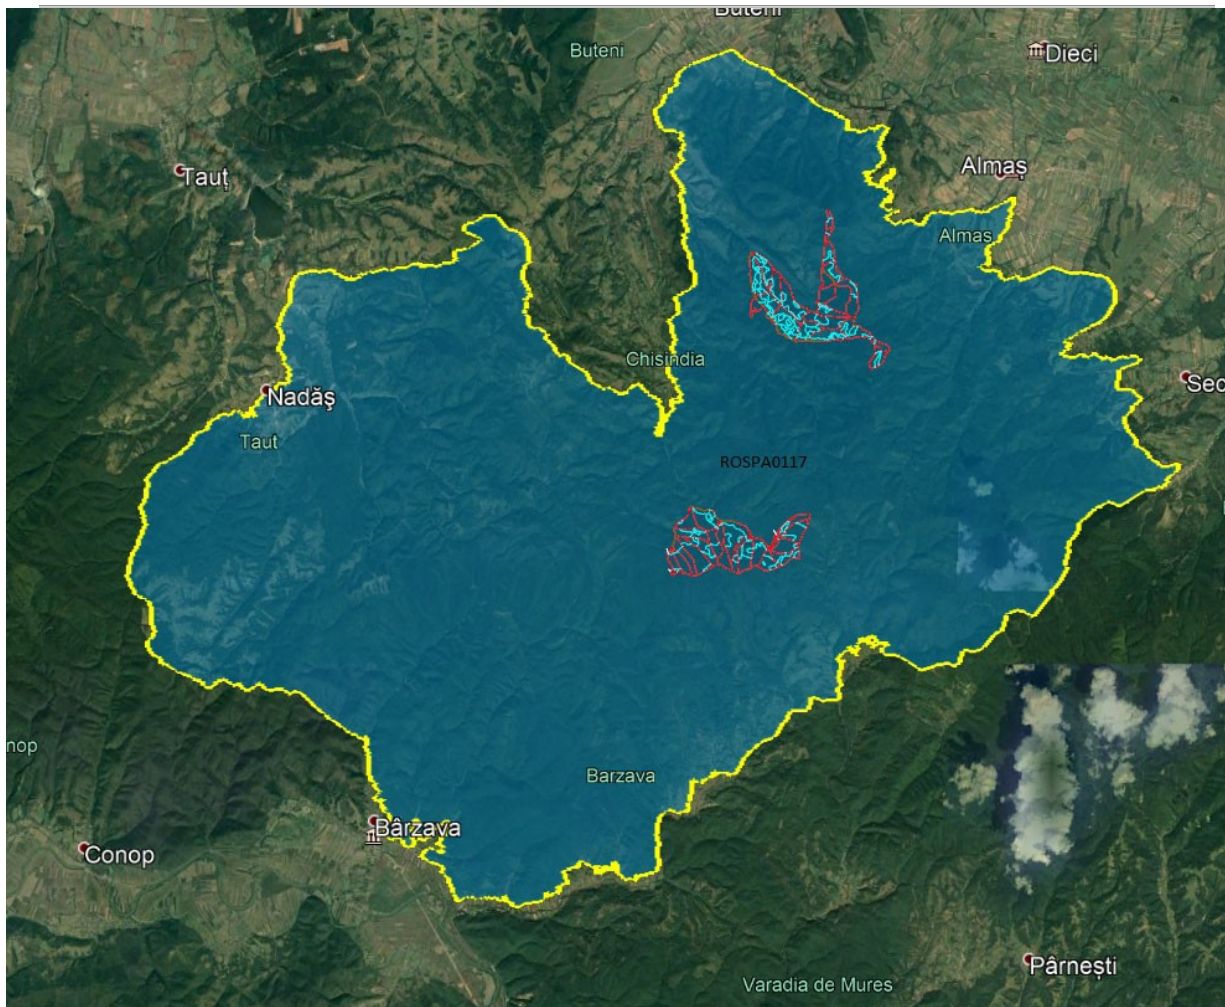 Buteni
Buteni
Dieci
Tauț
Almaș
Almas
Chisindia
Nadăş
Sec
Taut
ROSPA0117
nop
Barzava
Bârzava
Conop
Pârnești
Varadia de Mures